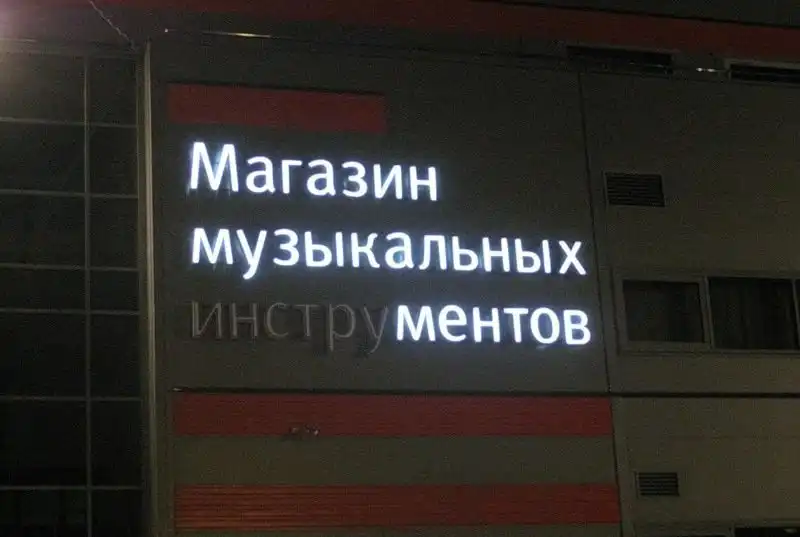 Магазин
музыкальных
инструментов